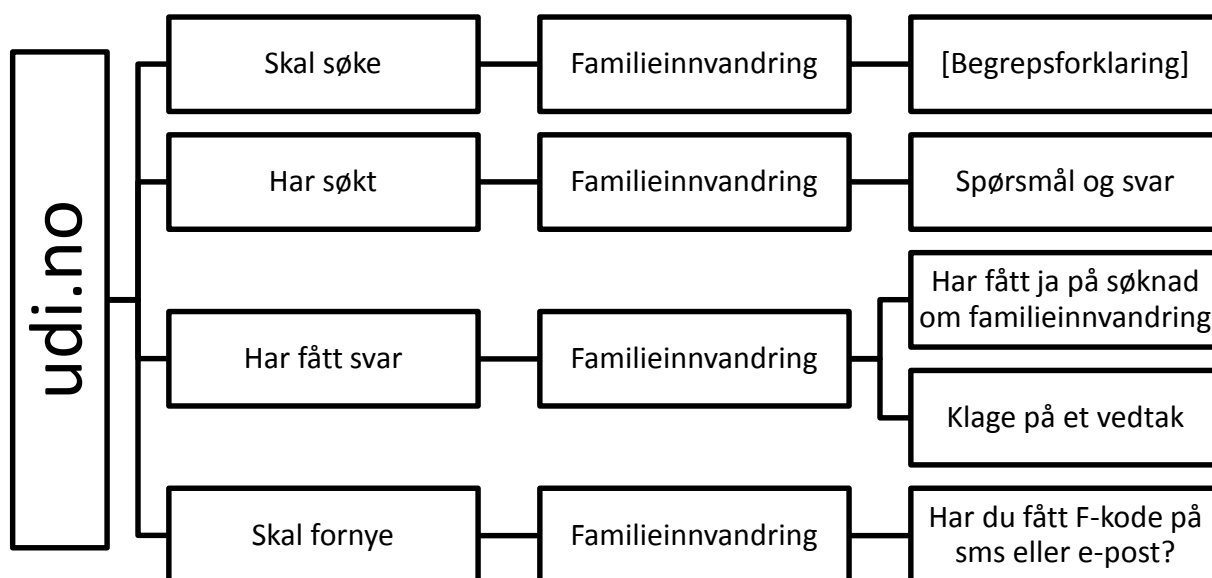 udi.no
Skal søke
Familieinnvandring
[Begrepsforklaring]
Har søkt
Familieinnvandring
Spørsmål og svar
Har fått svar
Familieinnvandring
Har fått ja på søknad
om familieinnvandring
Klage på et vedtak
Skal fornye
Familieinnvandring
Har du fått F-kode på
sms eller e-post?